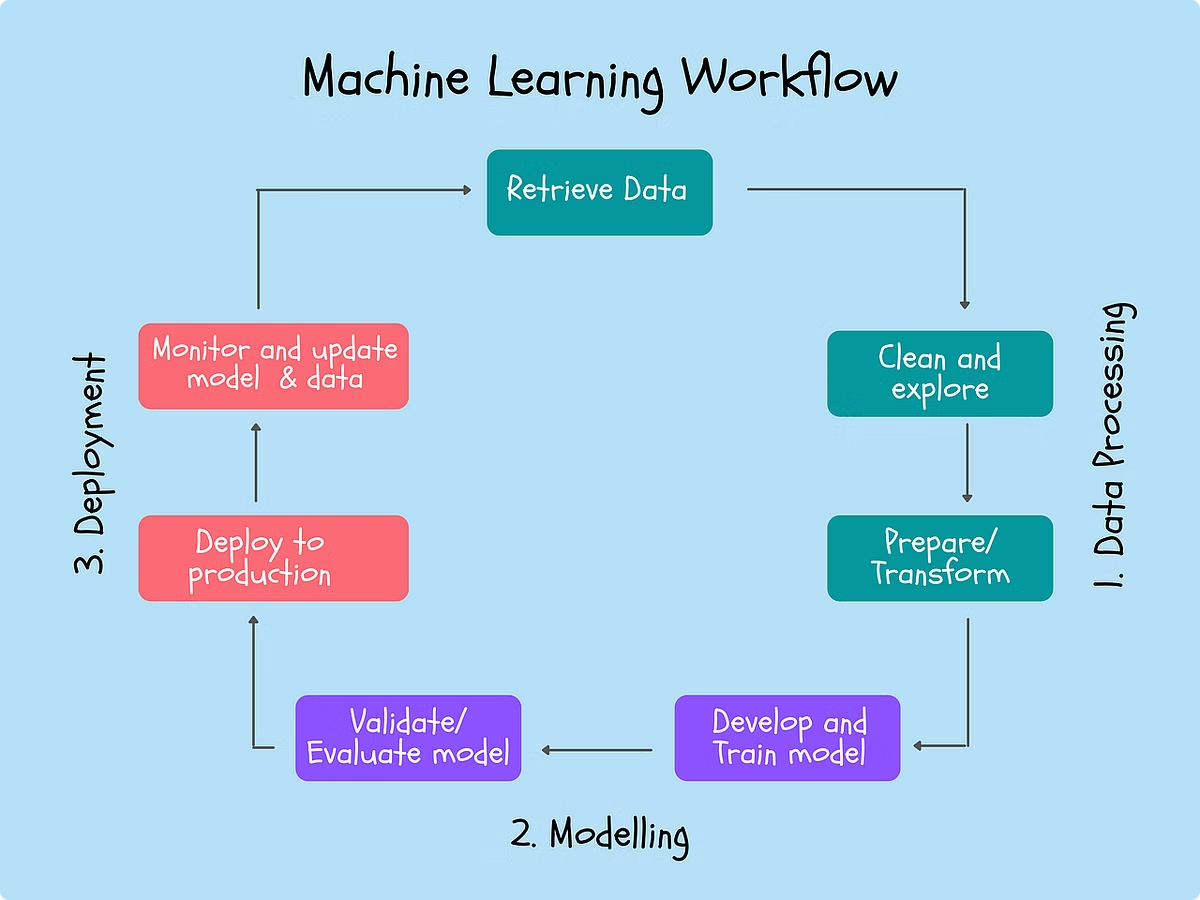 Machine Learning Workflow
Retrieve Data
Clean and
explore
Prepare/
Transform
1. Data Processing
Develop and
Train model
Validate/
Evaluate model
2. Modelling
Deploy to
production
Monitor and update
model & data
3. Deployment